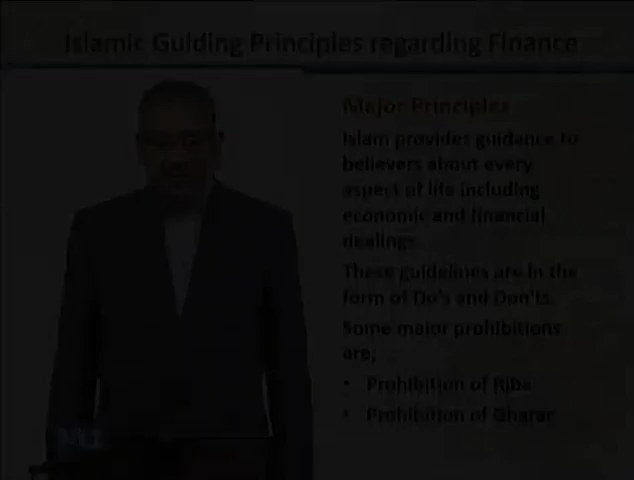 Islamic Guiding Principles regarding Finance
Major Principles
Islam provides guidance to
believers about every
aspect of life including
economic and financial
dealings.
These guidelines are in the
form of Do's and Don'ts.
Some major prohibitions
are;
• Prohibition of Riba
• Prohibition of Gharar